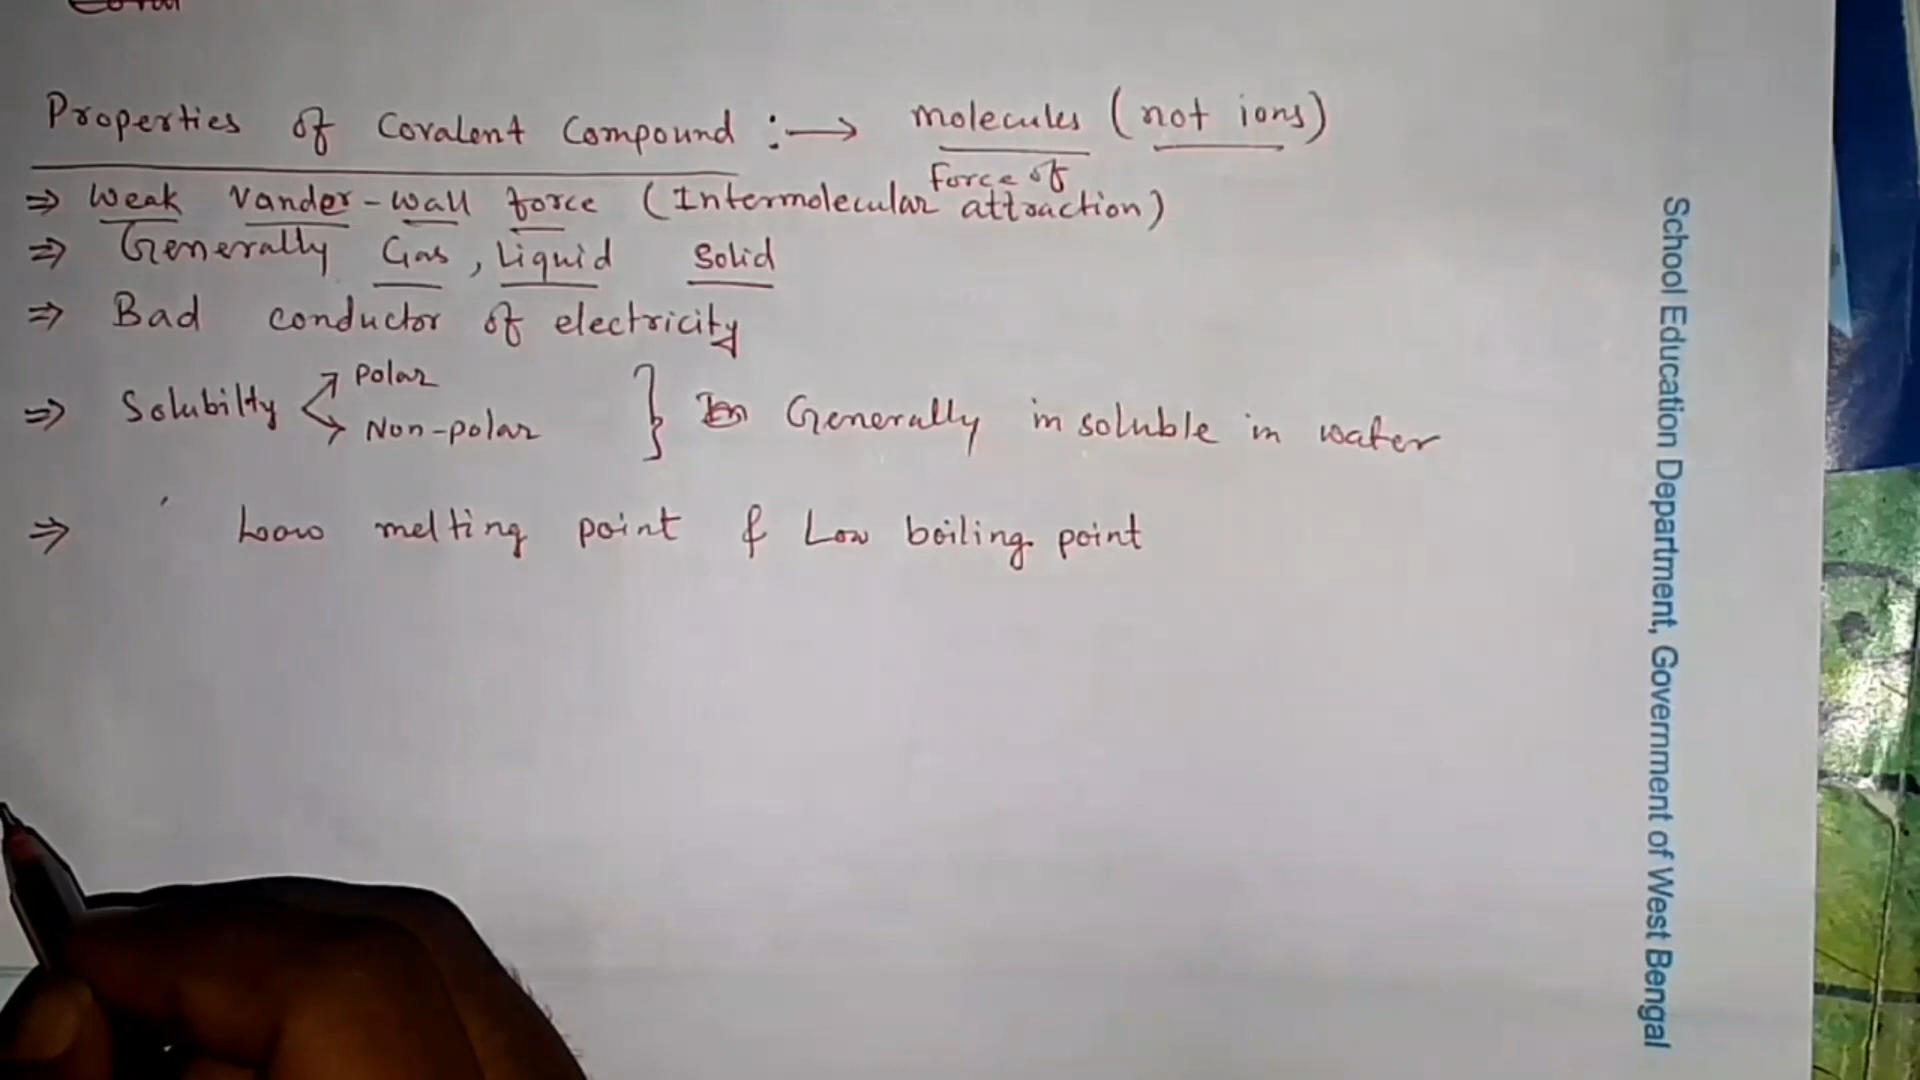 Properties of Covalent Compound :→ molecules (not ions)
⇒ Weak Vander-Wall force (Intermolecular force of attraction)
⇒ Generally Gas, Liquid Solid
⇒ Bad conductor of electricity
⇒ Solubilty Polar
Non-polar } Generally insoluble in water
⇒ Low melting point & Low boiling point
School Education Department, Government of West Bengal